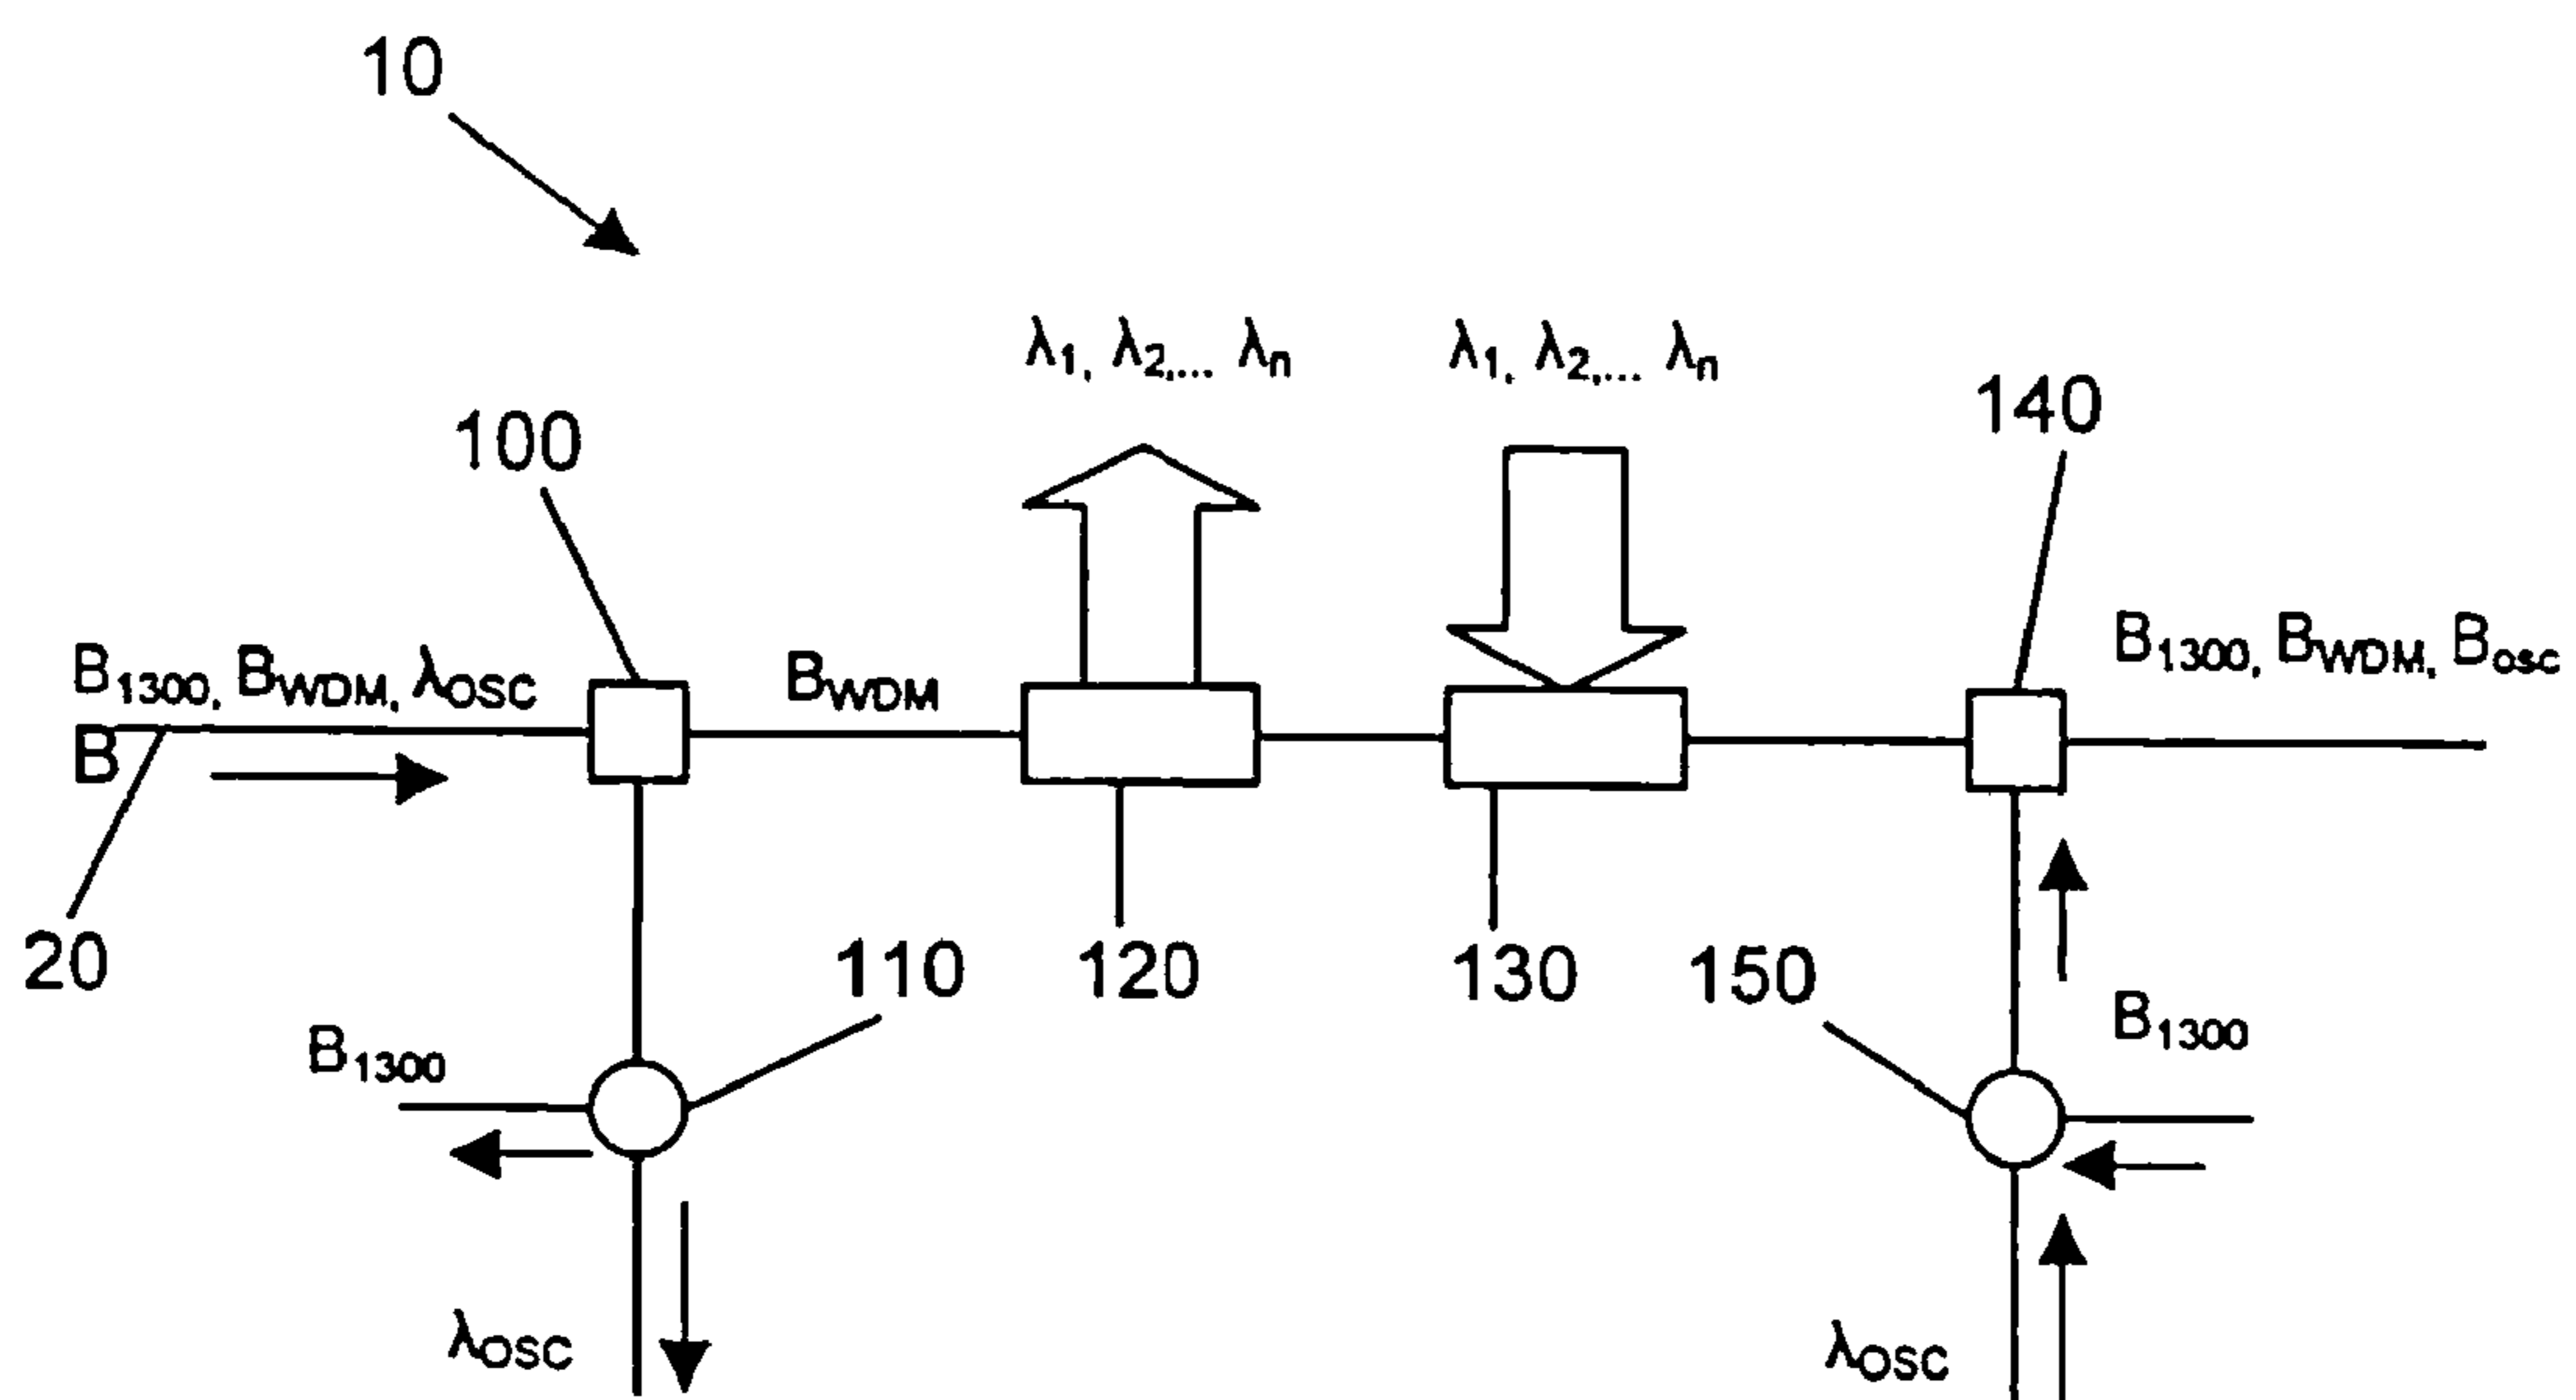 10
λ1, λ2,... λn
λ1, λ2,... λn
100
140
B1300, BWDM, λOSC
BWDM
B1300, BWDM, Bosc
B
20
110
120
130
150
B1300
B1300
λOSC
λOSC